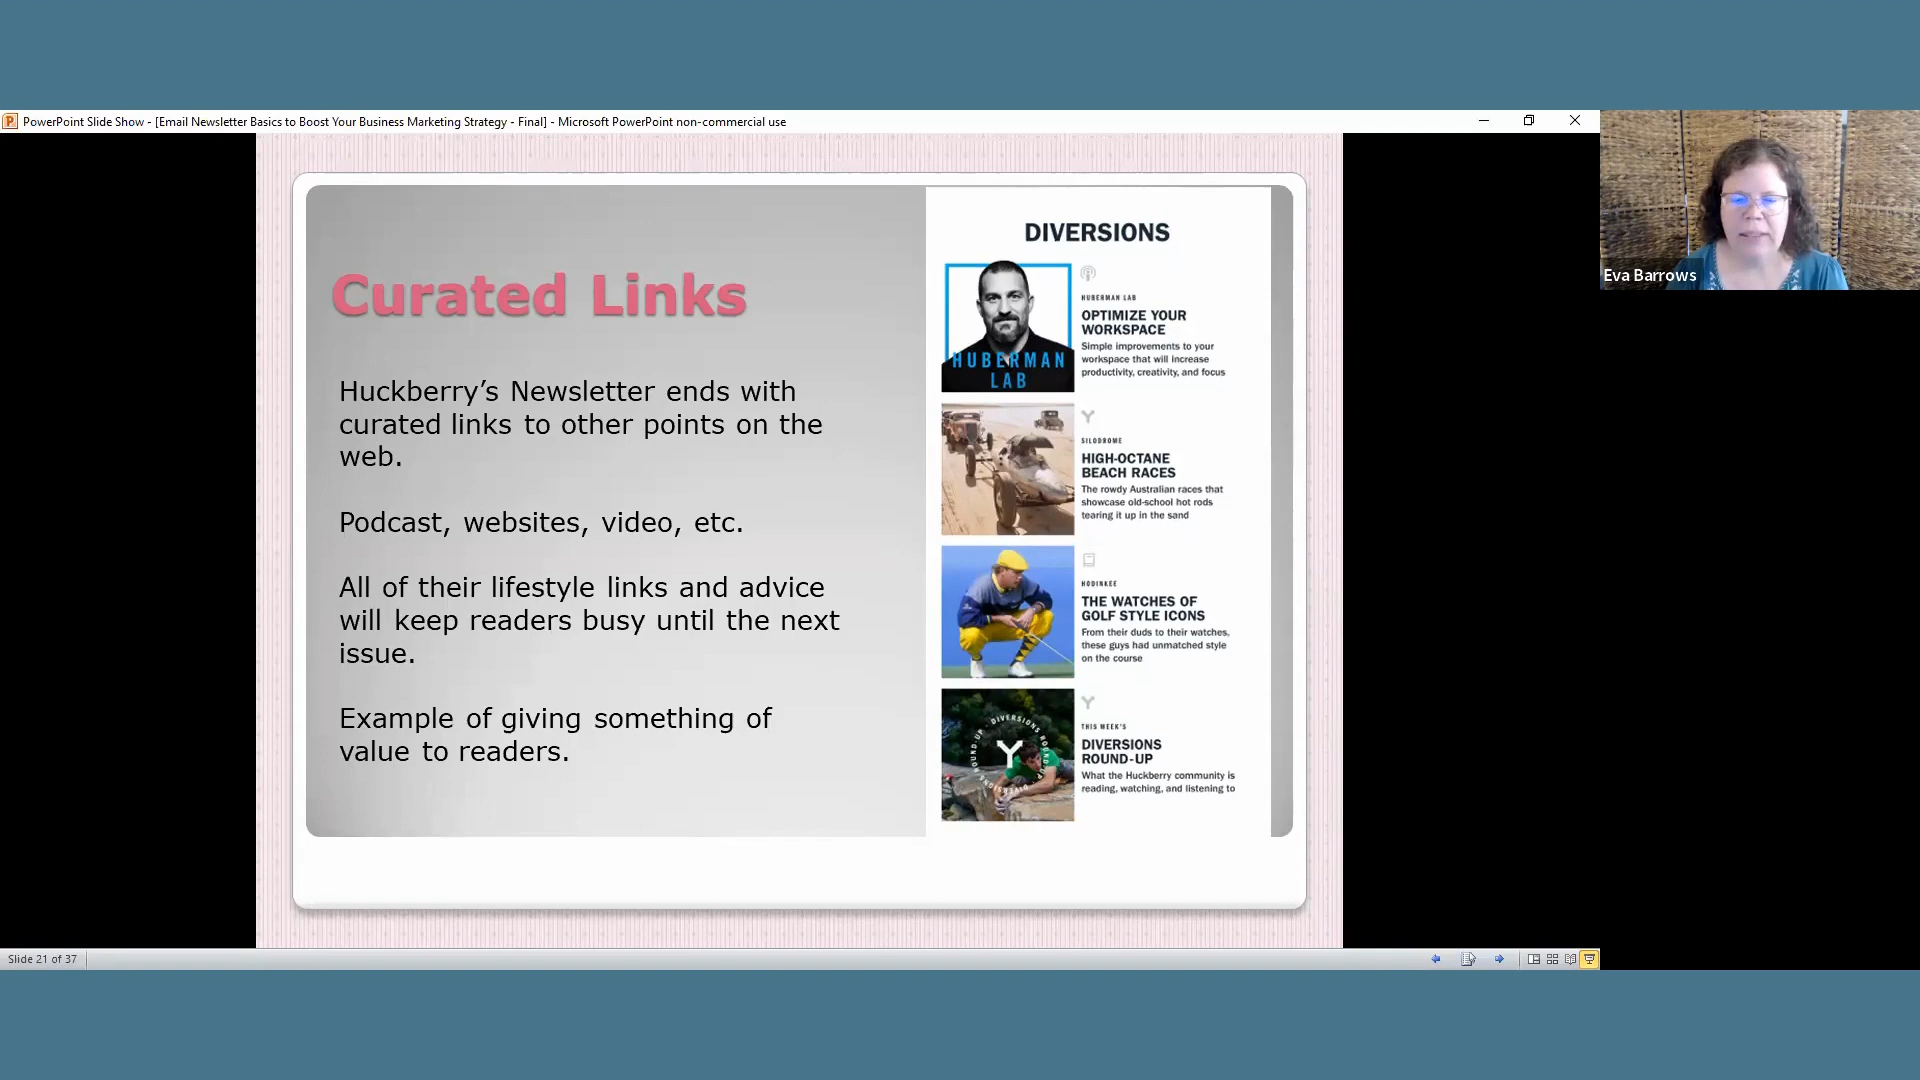 PowerPoint Slide Show - [Email Newsletter Basics to Boost Your Business Marketing Strategy - Final] - Microsoft PowerPoint non-commercial use
Eva Barrows
Curated Links
Huckberry’s Newsletter ends with
curated links to other points on the
web.
Podcast, websites, video, etc.
All of their lifestyle links and advice
will keep readers busy until the next
issue.
Example of giving something of
value to readers.
DIVERSIONS
HUBERMAN
LAB
HUBERMAN LAB
OPTIMIZE YOUR
WORKSPACE
Simple improvements to your
workspace that will increase
productivity, creativity, and focus
SILODROME
HIGH-OCTANE
BEACH RACES
The rowdy Australian races that
showcase old-school hot rods
tearing it up in the sand
HODINKEE
THE WATCHES OF
GOLF STYLE ICONS
From their duds to their watches,
these guys had unmatched style
on the course
DIVERSIONS ROUND-UP · DIVERSIONS ROUND-UP ·
THIS WEEK'S
DIVERSIONS
ROUND-UP
What the Huckberry community is
reading, watching, and listening to
Slide 21 of 37